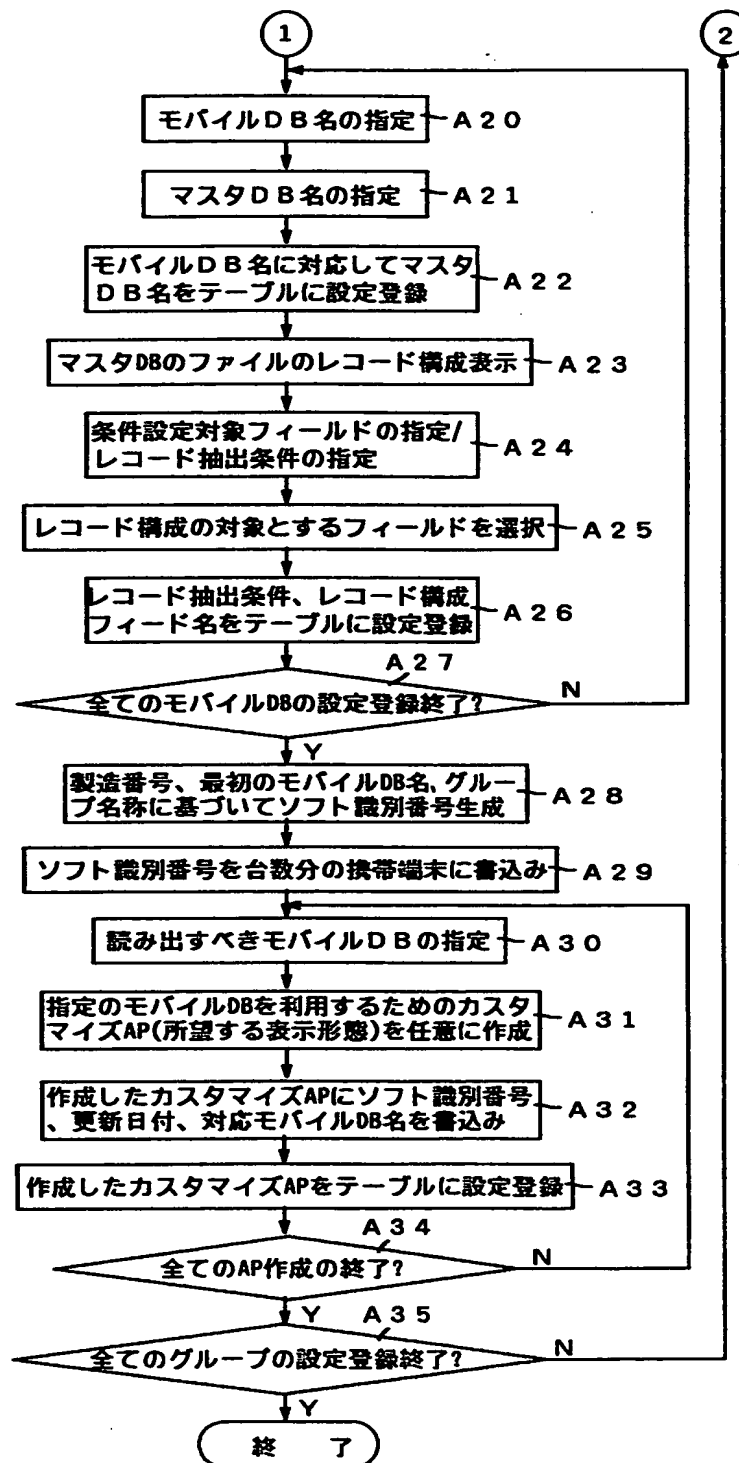 1
2
モバイルDB名の指定
A20
マスタDB名の指定
A21
モバイルDB名に対応してマスタ
DB名をテーブルに設定登録
A22
マスタDBのファイルのレコード構成表示
A23
条件設定対象フィールドの指定/
レコード抽出条件の指定
A24
レコード構成の対象とするフィールドを選択
A25
レコード抽出条件、レコード構成
フィード名をテーブルに設定登録
A26
A27
全てのモバイルDBの設定登録終了?
N
Y
製造番号、最初のモバイルDB名、グルー
プ名称に基づいてソフト識別番号生成
A28
ソフト識別番号を台数分の携帯端末に書込み
A29
読み出すべきモバイルDBの指定
A30
指定のモバイルDBを利用するためのカスタ
マイズAP(所望する表示形態)を任意に作成
A31
作成したカスタマイズAPにソフト識別番号
、更新日付、対応モバイルDB名を書込み
A32
作成したカスタマイズAPをテーブルに設定登録
A33
A34
全てのAP作成の終了?
N
Y
A35
全てのグループの設定登録終了?
N
Y
終 了